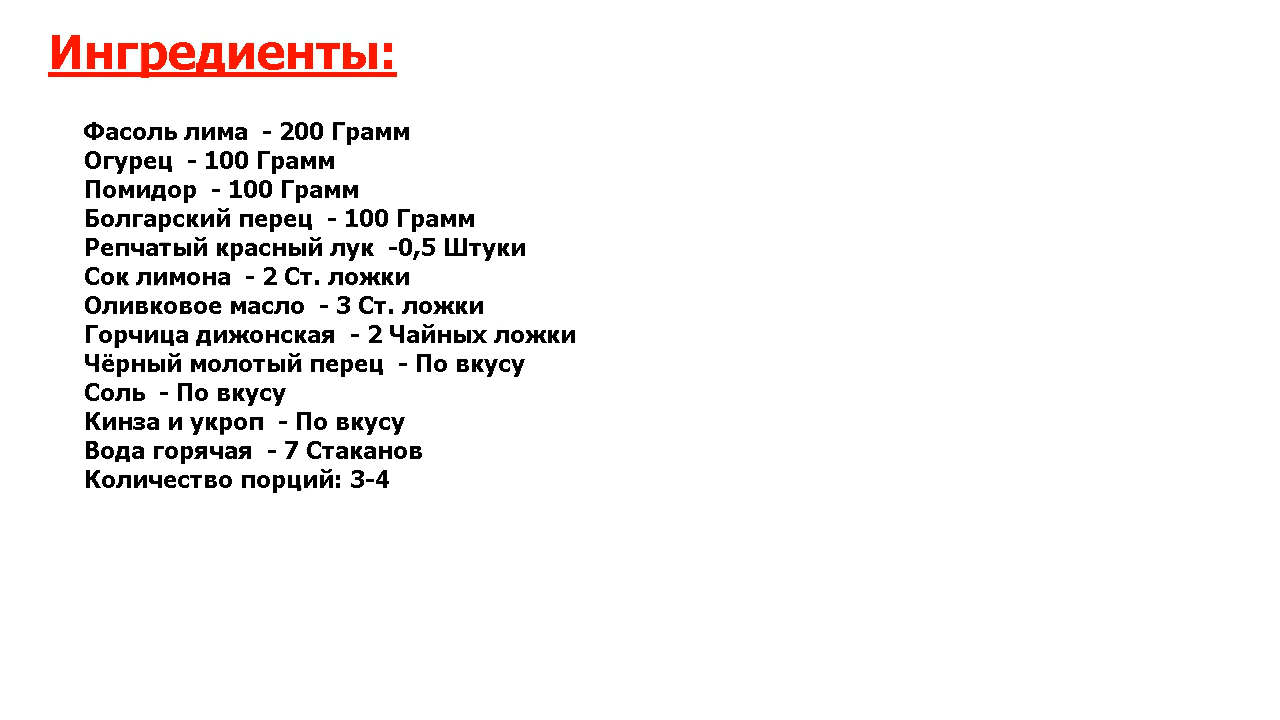 Ингредиенты:
Фасоль лима  - 200 Грамм
Огурец  - 100 Грамм
Помидор  - 100 Грамм
Болгарский перец  - 100 Грамм
Репчатый красный лук  -0,5 Штуки
Сок лимона  - 2 Ст. ложки
Оливковое масло  - 3 Ст. ложки
Горчица дижонская  - 2 Чайных ложки
Чёрный молотый перец  - По вкусу
Соль  - По вкусу
Кинза и укроп  - По вкусу
Вода горячая  - 7 Стаканов
Количество порций: 3-4